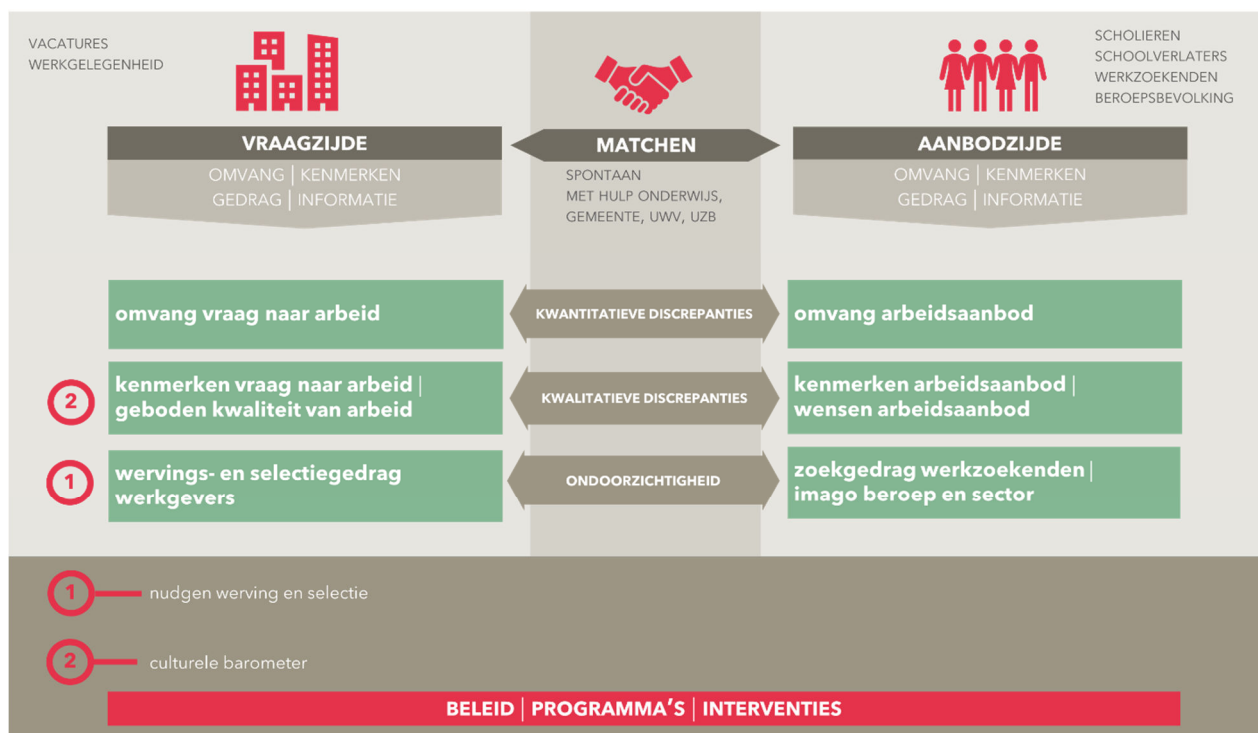 VACATURES
WERKGELEGENHEID
SCHOLIEREN
SCHOOLVERLATERS
WERKZOEKENDEN
BEROEPSBEVOLKING
VRAAGZIJDE
MATCHEN
AANBODZIJDE
OMVANG | KENMERKEN
GEDRAG | INFORMATIE
SPONTAAN
MET HULP ONDERWIJS,
GEMEENTE, UWV, UZB
OMVANG | KENMERKEN
GEDRAG | INFORMATIE
omvang vraag naar arbeid
KWANTITATIEVE DISCREPANTIES
omvang arbeidsaanbod
2
kenmerken vraag naar arbeid |
geboden kwaliteit van arbeid
KWALITATIEVE DISCREPANTIES
kenmerken arbeidsaanbod |
wensen arbeidsaanbod
1
wervings- en selectiegedrag
werkgevers
ONDOORZICHTIGHEID
zoekgedrag werkzoekenden |
imago beroep en sector
1 nudgen werving en selectie
2 culturele barometer
BELEID | PROGRAMMA'S | INTERVENTIES